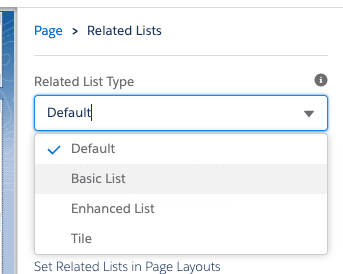 Page > Related Lists
Related List Type
Default
Default
Basic List
Enhanced List
Tile
Set Related Lists in Page Layouts